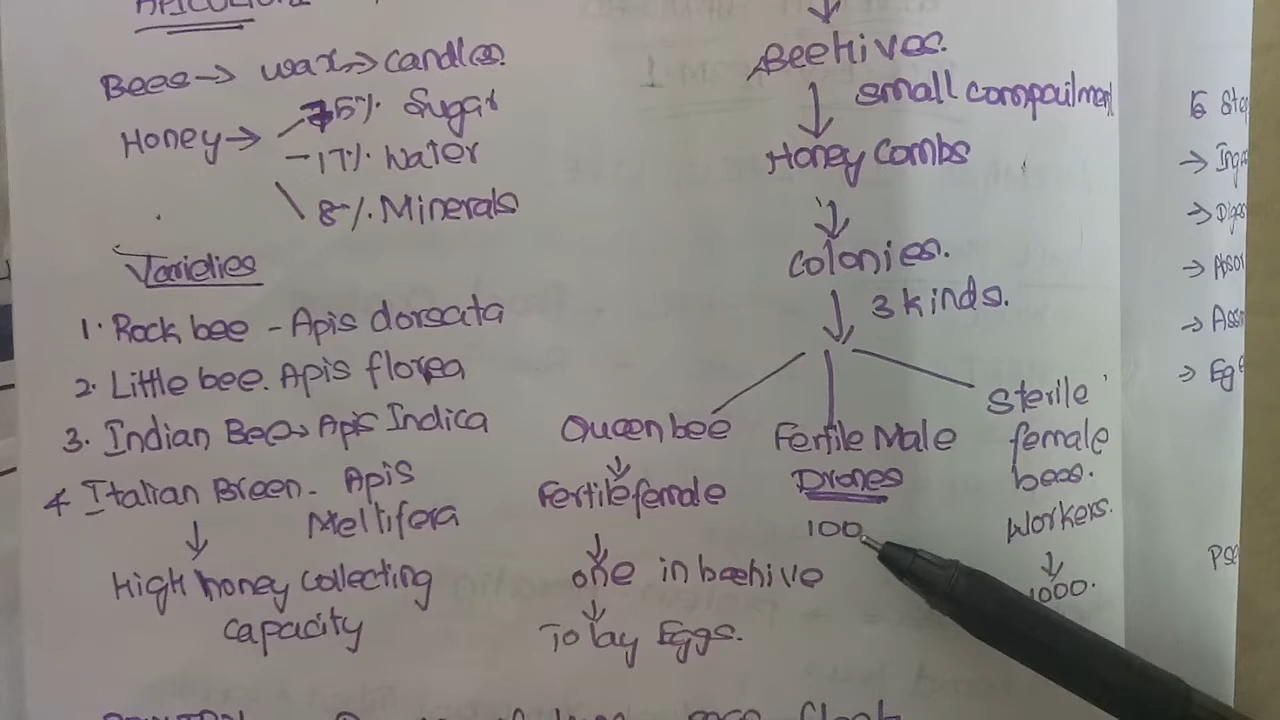 Bees → wax → candles.
Honey → 75% Sugar
- 17% Water
8% Minerals
Varieties
1. Rock bee - Apis dorsata
2. Little bee. Apis florea
3. Indian Bee → Apis Indica
4 Italian Breen - Apis
Mellifera
↓
High honey collecting
capacity
↓
Beehives.
↓ small compailment
Honey Combs
↓
Colonies.
↓ 3 kinds.
Queen bee
↓
Fertile female
↓
one in beehive
↓
To lay Eggs.
Fertile Male
Drones
100
Sterile
female
bees.
Workers.
↓
1000.